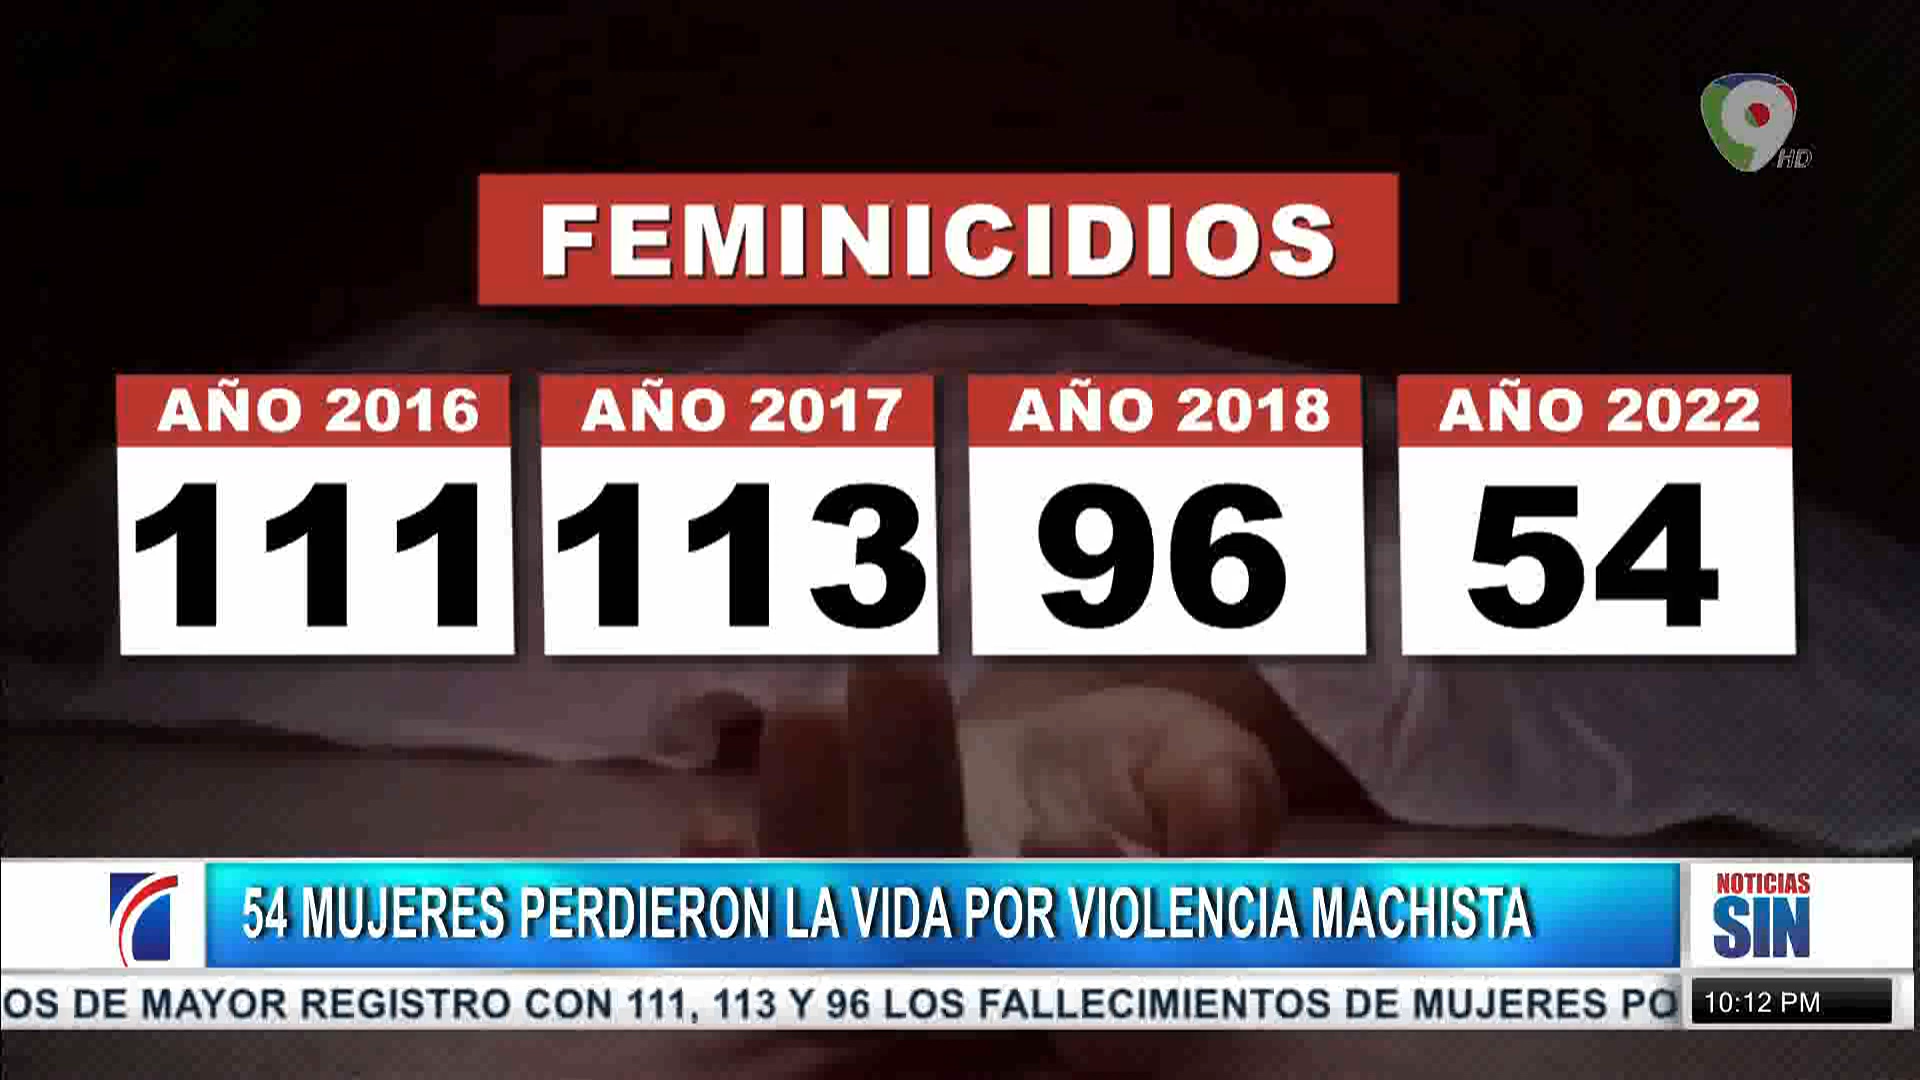 9 HD
FEMINICIDIOS
AÑO 2016
111
AÑO 2017
113
AÑO 2018
96
AÑO 2022
54
54 MUJERES PERDIERON LA VIDA POR VIOLENCIA MACHISTA
NOTICIAS
SIN
OS DE MAYOR REGISTRO CON 111, 113 Y 96 LOS FALLECIMIENTOS DE MUJERES PO
10:12 PM